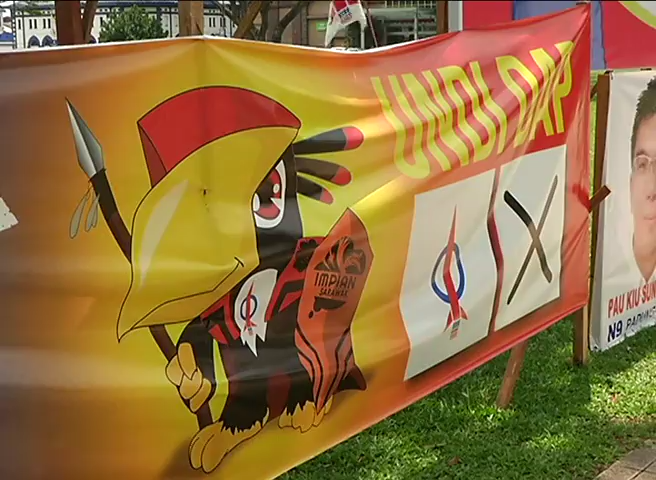 UNDI DAP
IMPIAN
SARAWAK
PAU KIU SUN
N9